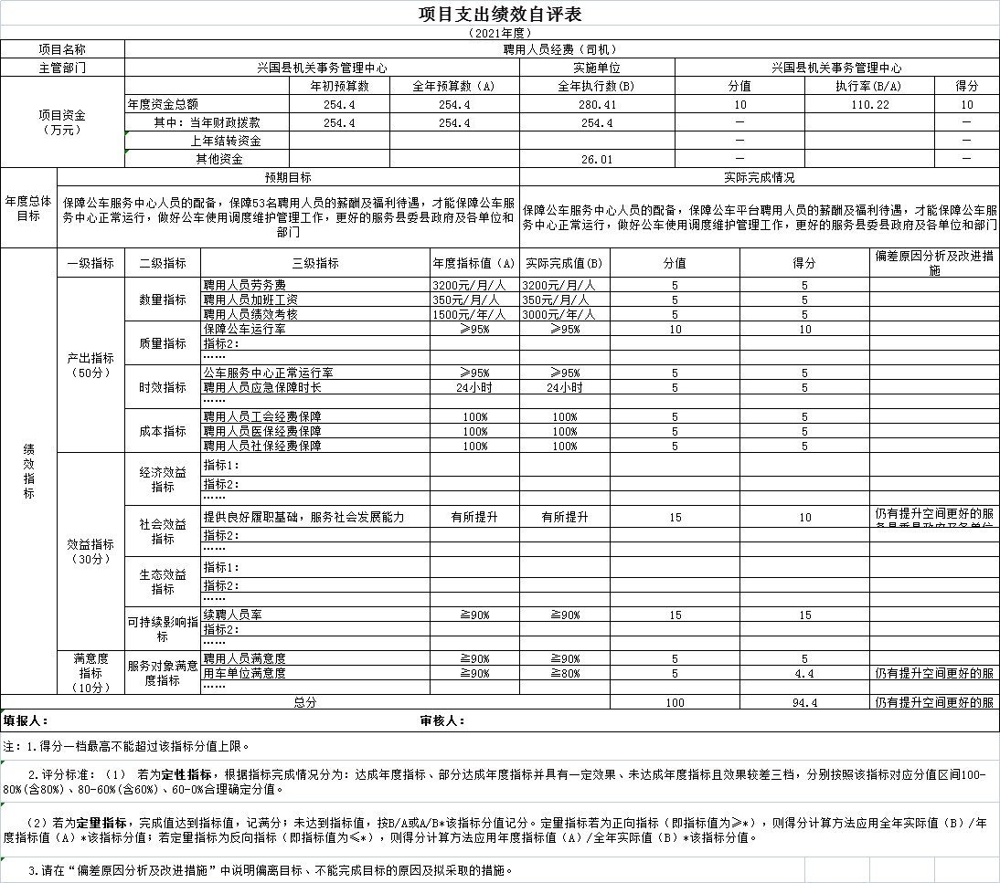 项目支出绩效自评表
（2021年度）
项目名称 聘用人员经费（司机）
主管部门 兴国县机关事务管理中心 实施单位 兴国县机关事务管理中心
项目资金（万元） 年初预算数 全年预算数（A） 全年执行数(B) 分值 执行率(B/A) 得分
年度资金总额 254.4 254.4 280.41 10 110.22 10
其中：当年财政拨款 254.4 254.4 254.4 － －
上年结转资金 － －
其他资金 26.01 － －
年度总体目标 预期目标 实际完成情况
保障公车服务中心人员的配备，保障53名聘用人员的薪酬及福利待遇，才能保障公车服务中心正常运行，做好公车使用调度维护管理工作，更好的服务县委县政府及各单位和部门
保障公车服务中心人员的配备，保障公车平台聘用人员的薪酬及福利待遇，才能保障公车服务中心正常运行，做好公车使用调度维护管理工作，更好的服务县委县政府及各单位和部门
绩效指标 一级指标 二级指标 三级指标 年度指标值（A） 实际完成值(B) 分值 得分 偏差原因分析及改进措施
产出指标（50分） 数量指标 聘用人员劳务费 3200元/月/人 3200元/月/人 5 5
聘用人员加班工资 350元/月/人 350元/月/人 5 5
聘用人员绩效考核 1500元/年/人 3000元/年/人 5 5
质量指标 保障公车运行率 ≥95% ≥95% 10 10
指标2：
……
时效指标 公车服务中心正常运行率 ≥95% ≥95% 5 5
聘用人员应急保障时长 24小时 24小时 5 5
……
成本指标 聘用人员工会经费保障 100% 100% 5 5
聘用人员医保经费保障 100% 100% 5 5
聘用人员社保经费保障 100% 100% 5 5
效益指标（30分） 经济效益指标 指标1：
指标2：
……
社会效益指标 提供良好履职基础，服务社会发展能力 有所提升 有所提升 15 10 仍有提升空间更好的服
指标2：
……
生态效益指标 指标1：
指标2：
……
可持续影响指标 续聘人员率 ≧90% ≧90% 15 15
指标2：
……
满意度指标（10分） 服务对象满意度指标 聘用人员满意度 ≧90% ≧90% 5 5
用车单位满意度 ≧90% ≧80% 5 4.4 仍有提升空间更好的服
……
总分 100 94.4 仍有提升空间更好的服
填报人： 审核人：
注：1.得分一档最高不能超过该指标分值上限。
2.评分标准：（1） 若为定性指标，根据指标完成情况分为：达成年度指标、部分达成年度指标并具有一定效果、未达成年度指标且效果较差三档，分别按照该指标对应分值区间100-
80%(含80%)、80-60%(含60%)、60-0%合理确定分值。
（2）若为定量指标，完成值达到指标值，记满分；未达到指标值，按B/A或A/B*该指标分值记分。定量指标若为正向指标（即指标值为≥*），则得分计算方法应用全年实际值（B）/年
度指标值（A）*该指标分值；若定量指标为反向指标（即指标值为≤*），则得分计算方法应用年度指标值（A）/全年实际值（B）*该指标分值。
3.请在“偏差原因分析及改进措施”中说明偏离目标、不能完成目标的原因及拟采取的措施。